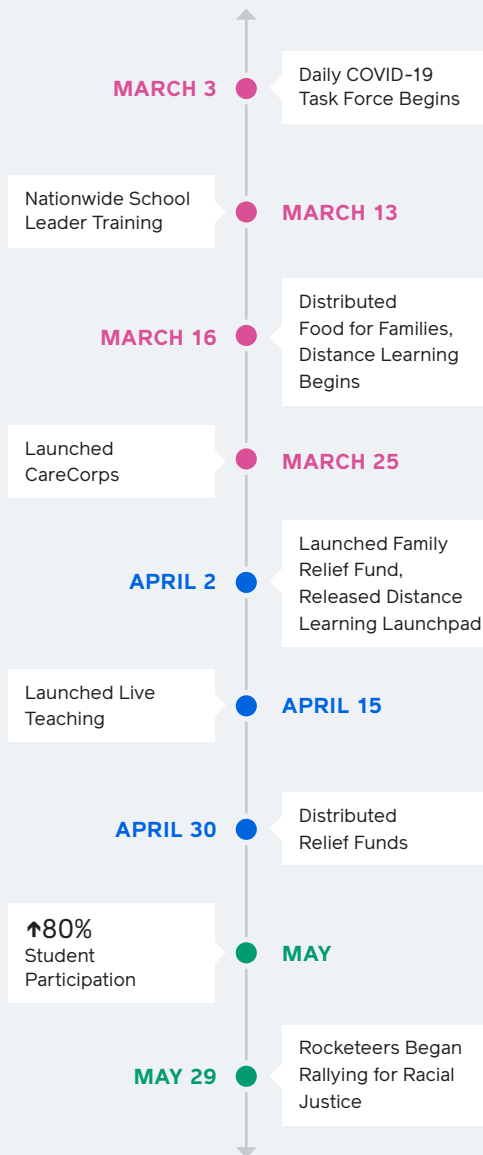 MARCH 3
Daily COVID-19
Task Force Begins
Nationwide School
Leader Training
MARCH 13
MARCH 16
Distributed
Food for Families,
Distance Learning
Begins
Launched
CareCorps
MARCH 25
APRIL 2
Launched Family
Relief Fund,
Released Distance
Learning Launchpad
Launched Live
Teaching
APRIL 15
APRIL 30
Distributed
Relief Funds
↑80%
Student
Participation
MAY
MAY 29
Rocketeers Began
Rallying for Racial
Justice